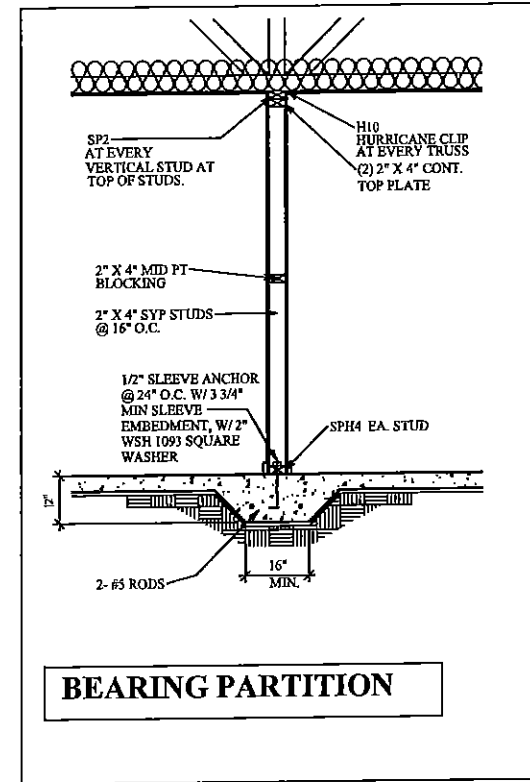 SP2
AT EVERY
VERTICAL STUD AT
TOP OF STUDS.
H10
HURRICANE CLIP
AT EVERY TRUSS
(2) 2" X 4" CONT.
TOP PLATE
2" X 4" MID PT
BLOCKING
2" X 4" SYP STUDS
@ 16" O.C.
1/2" SLEEVE ANCHOR
@ 24" O.C. W/ 3 3/4"
MIN SLEEVE
EMBEDMENT, W/ 2"
WSH 1093 SQUARE
WASHER
SPH4 EA. STUD
12"
2- #5 RODS
16"
MIN.
BEARING PARTITION